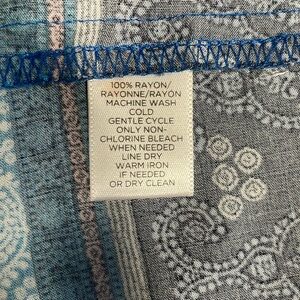 100% RAYON/
RAYONNE/RAYÓN
MACHINE WASH
COLD
GENTLE CYCLE
ONLY NON-
CHLORINE BLEACH
WHEN NEEDED
LINE DRY
WARM IRON
IF NEEDED
OR DRY CLEAN